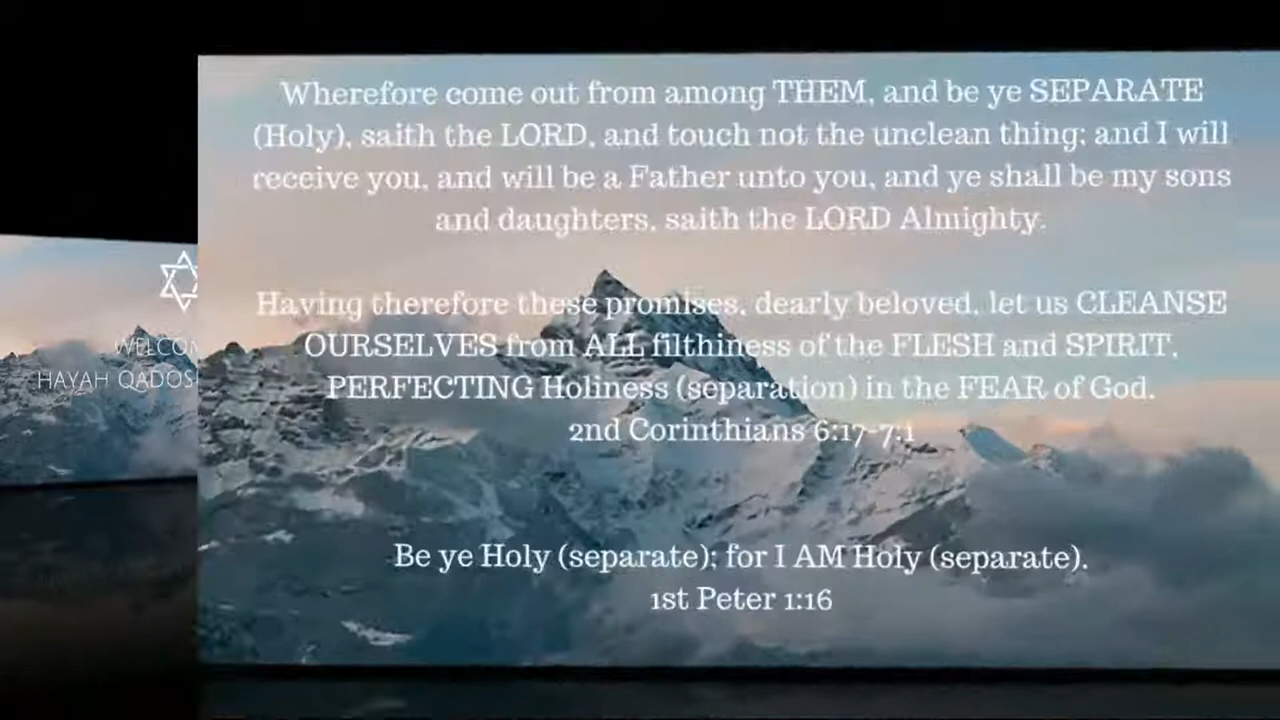 Wherefore come out from among THEM, and be ye SEPARATE
(Holy), saith the LORD, and touch not the unclean thing; and I will
receive you, and will be a Father unto you, and ye shall be my sons
and daughters, saith the LORD Almighty.
Having therefore these promises, dearly beloved, let us CLEANSE
OURSELVES from ALL filthiness of the FLESH and SPIRIT,
PERFECTING Holiness (separation) in the FEAR of God.
2nd Corinthians 6:17-7:1
Be ye Holy (separate); for I AM Holy (separate).
1st Peter 1:16
WELCOM
HAYAH QADOS